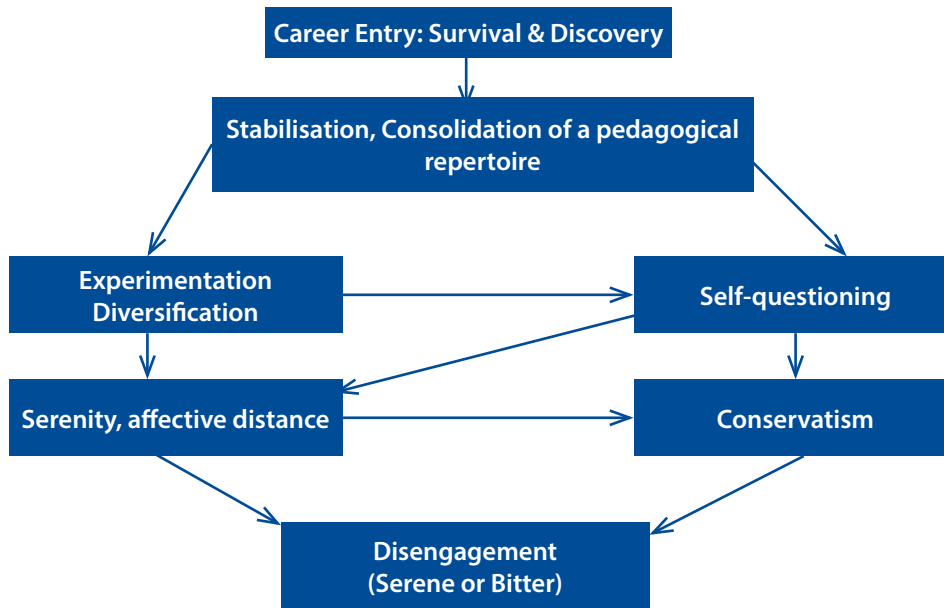 Career Entry: Survival & Discovery
Stabilisation, Consolidation of a pedagogical
repertoire
Experimentation
Diversification
Self-questioning
Serenity, affective distance
Conservatism
Disengagement
(Serene or Bitter)